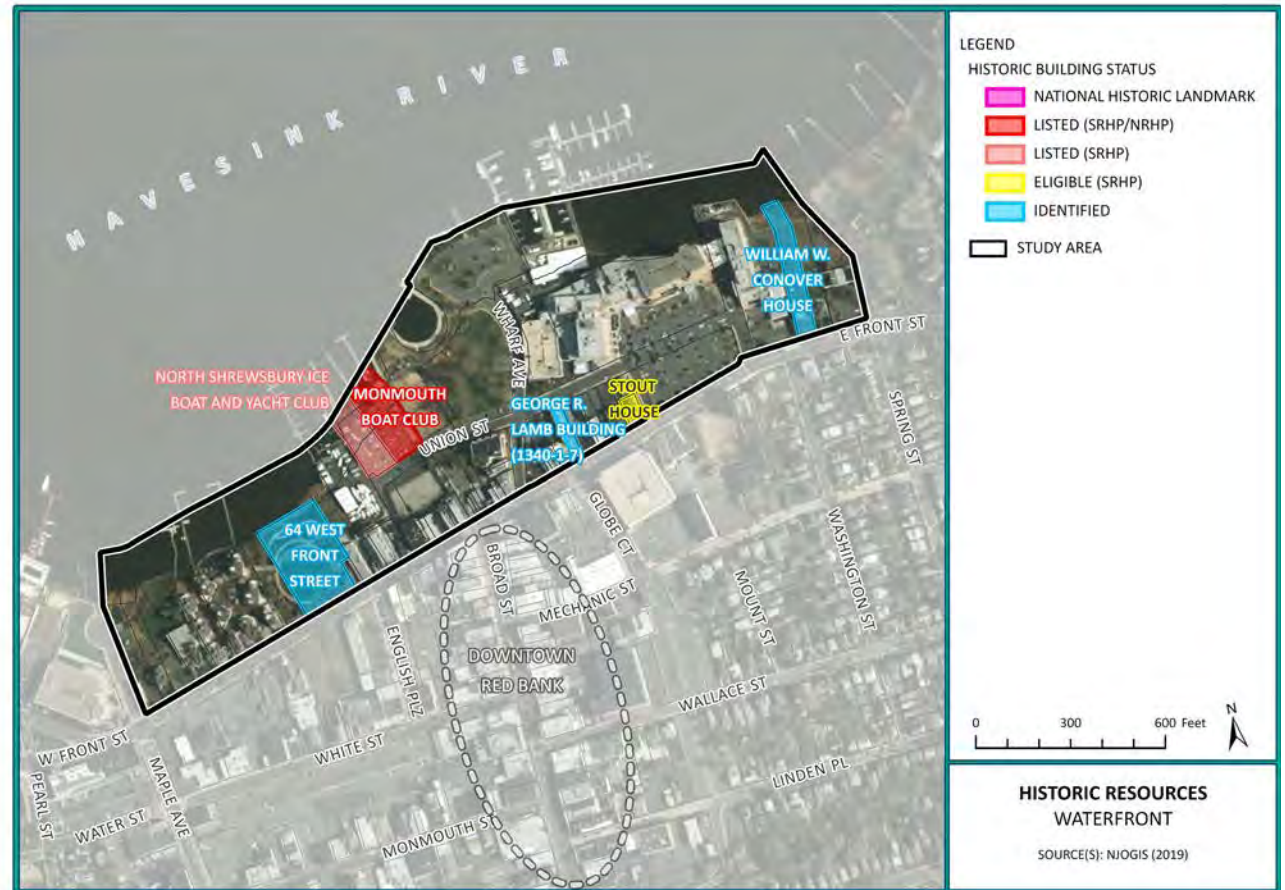 HAVESINK RIVER
WILLIAM W.
CONOVER
HOUSE
E FRONT ST
WHARF AVE
NORTH SHREWSBURY ICE
BOAT AND YACHT CLUB
MONMOUTH
BOAT CLUB
UNION ST
GEORGE R.
LAMB BUILDING
(1340-1-7)
STOUT
HOUSE
SPRING ST
64 WEST
FRONT
STREET
GLOBE CT
WASHINGTON ST
BROAD ST
MECHANIC ST
MOUNT ST
ENGLISH PLZ
DOWNTOWN
RED BANK
WALLACE ST
W FRONT ST
WHITE ST
PEARL ST
MAPLE AVE
WATER ST
LINDEN PL
MONMOUTH ST
LEGEND
HISTORIC BUILDING STATUS
NATIONAL HISTORIC LANDMARK
LISTED (SRHP/NRHP)
LISTED (SRHP)
ELIGIBLE (SRHP)
IDENTIFIED
STUDY AREA
N
0 300 600 Feet
HISTORIC RESOURCES
WATERFRONT
SOURCE(S): NJOGIS (2019)